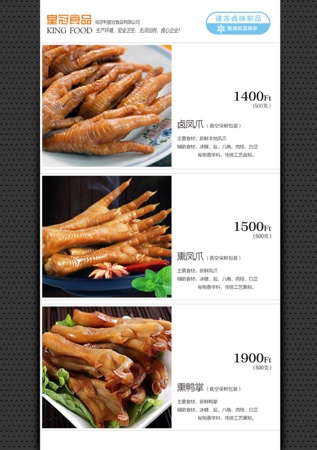 皇冠食品
KING FOOD
匈牙利皇冠食品有限公司
生产环境，安全卫生，无添加剂，良心企业！
速冻卤味制品
敬请低温保存
1400Ft
(500克)
卤凤爪（真空保鲜包装）
主要食材，新鲜本地凤爪
辅助食材，冰糖，盐，八角，肉桂，白芷
秘制香辛料，传统工艺卤制。
1500Ft
(500克)
熏凤爪（真空保鲜包装）
主要食材，新鲜凤爪
辅助食材，冰糖，盐，八角，肉桂，白芷
秘制香辛料，传统工艺熏制。
1900Ft
(500克)
熏鸭掌（真空保鲜包装）
主要食材，新鲜鸭掌
辅助食材，冰糖，盐，八角，肉桂，白芷
秘制香辛料，传统工艺熏制。